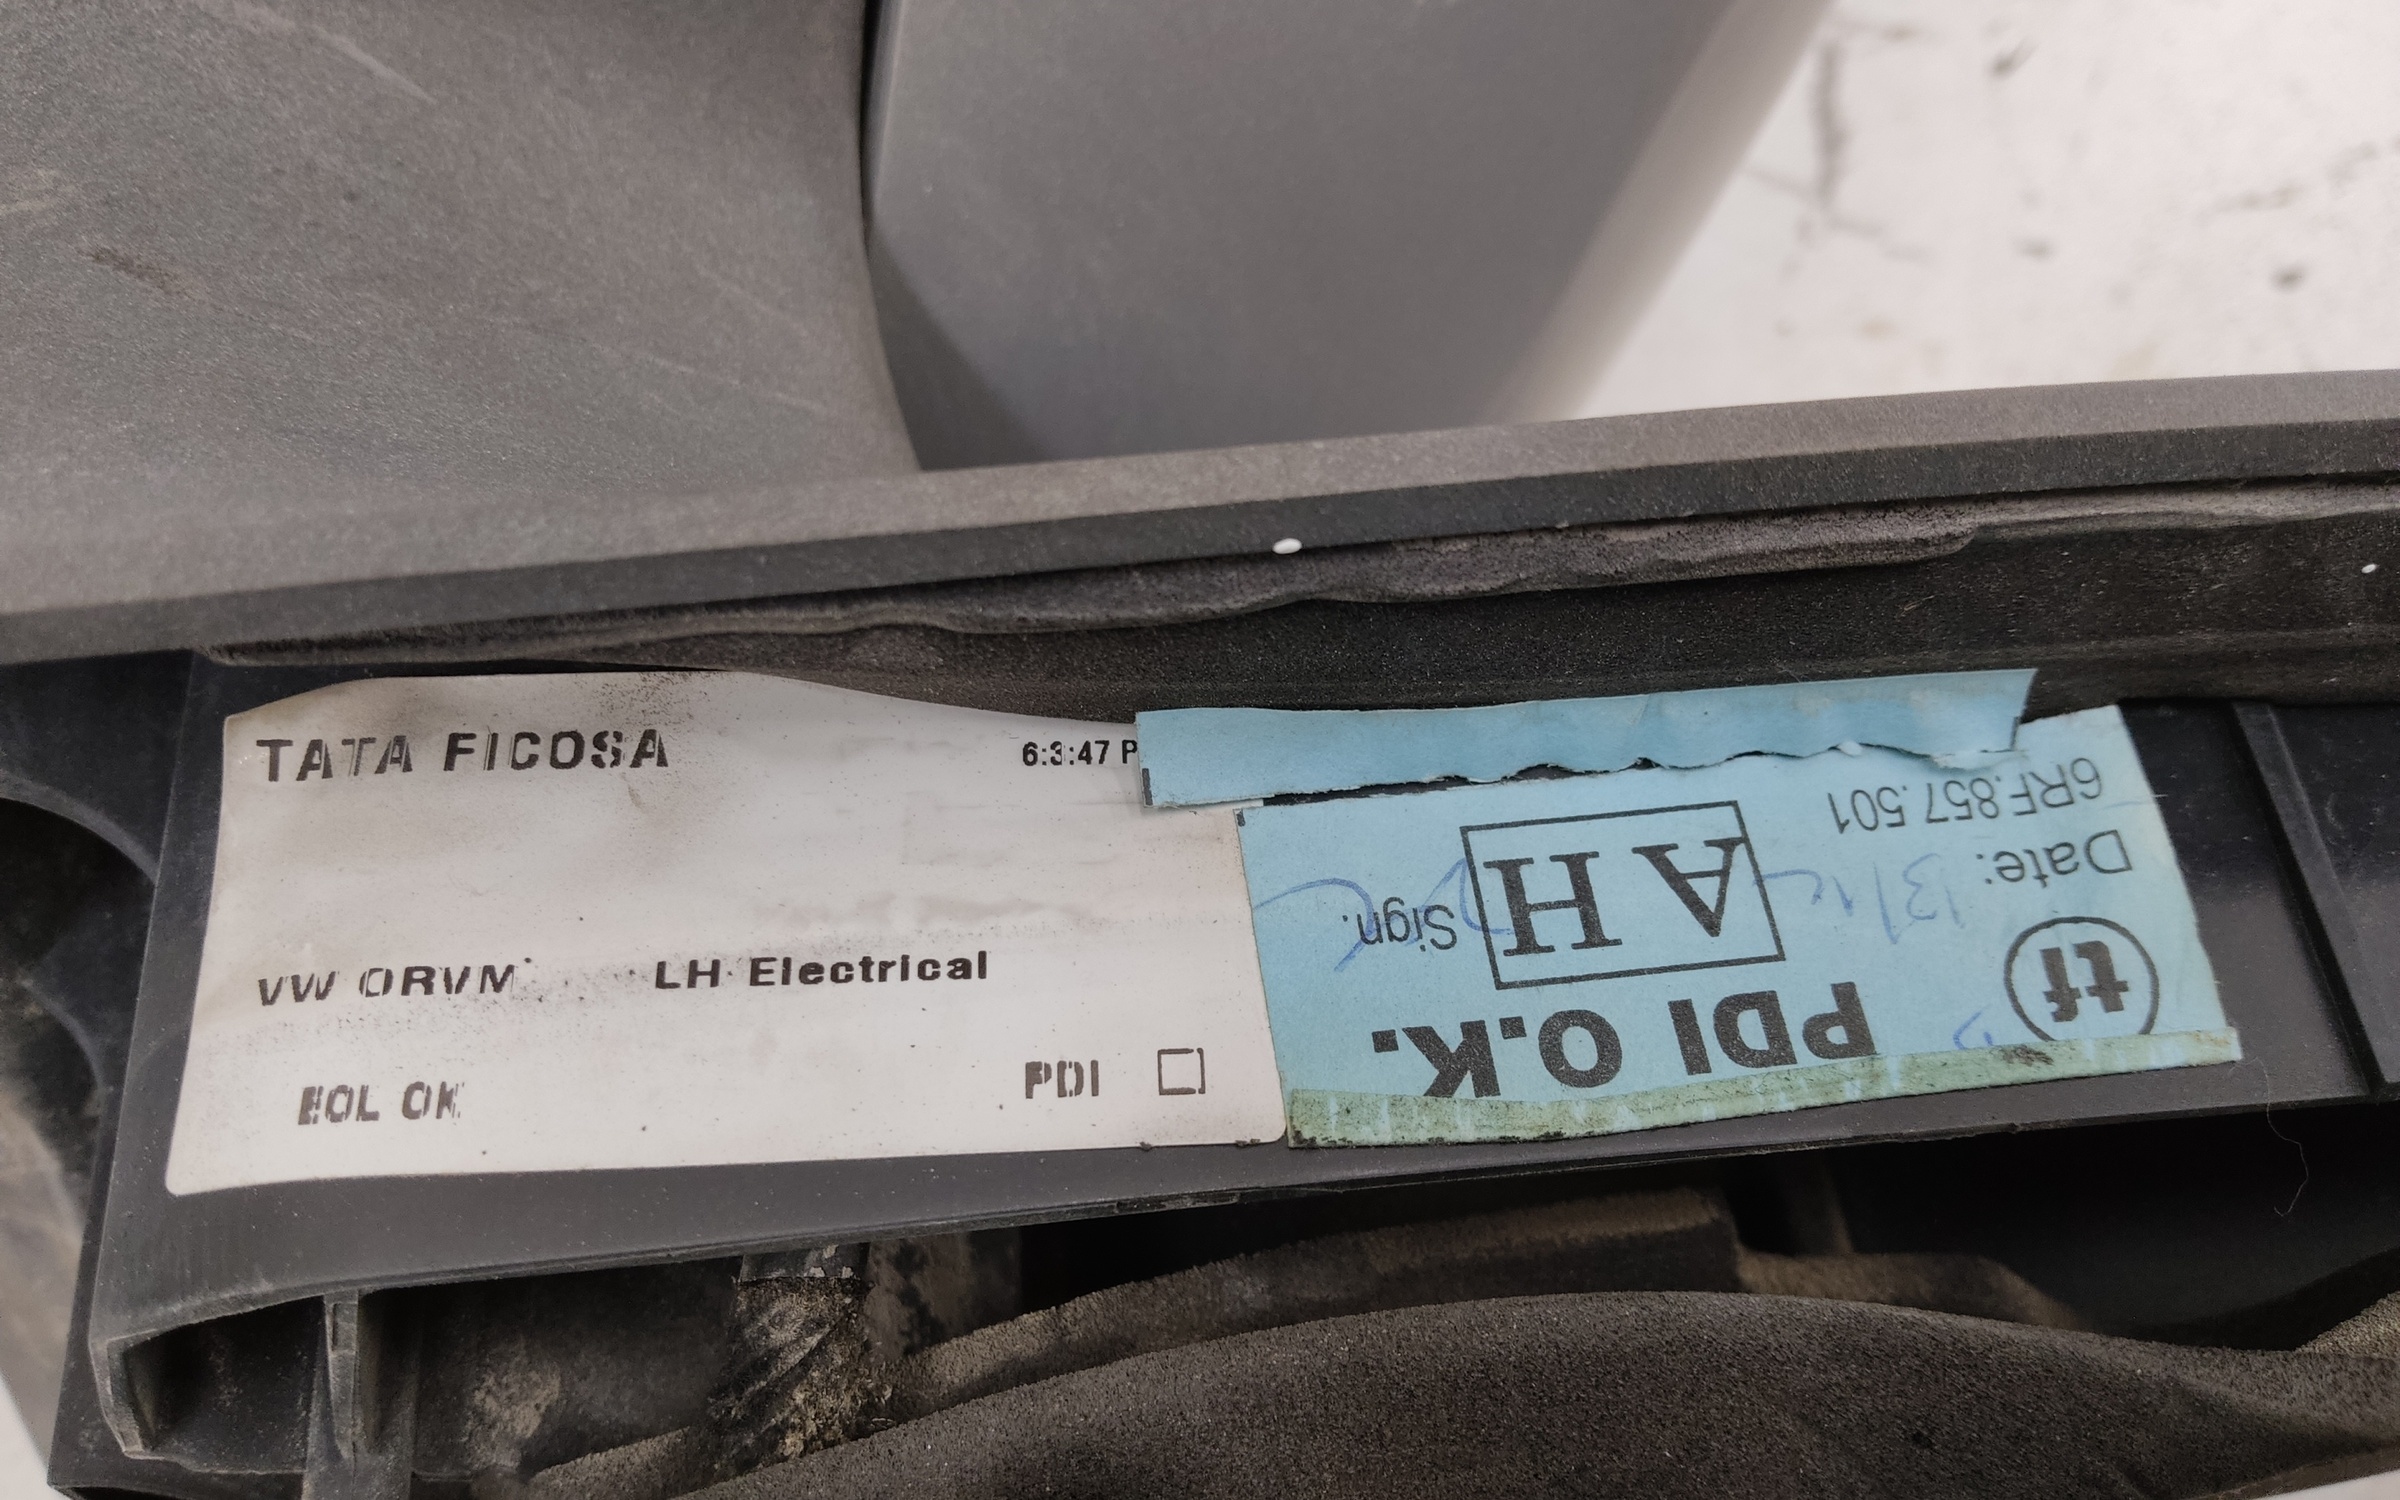 TATA FICOSA
6:3:47 P
VW ORVM
LH Electrical
EOL OK
PDI
tf
PDI O.K.
Date:
AH
Sign.
6RF.857.501